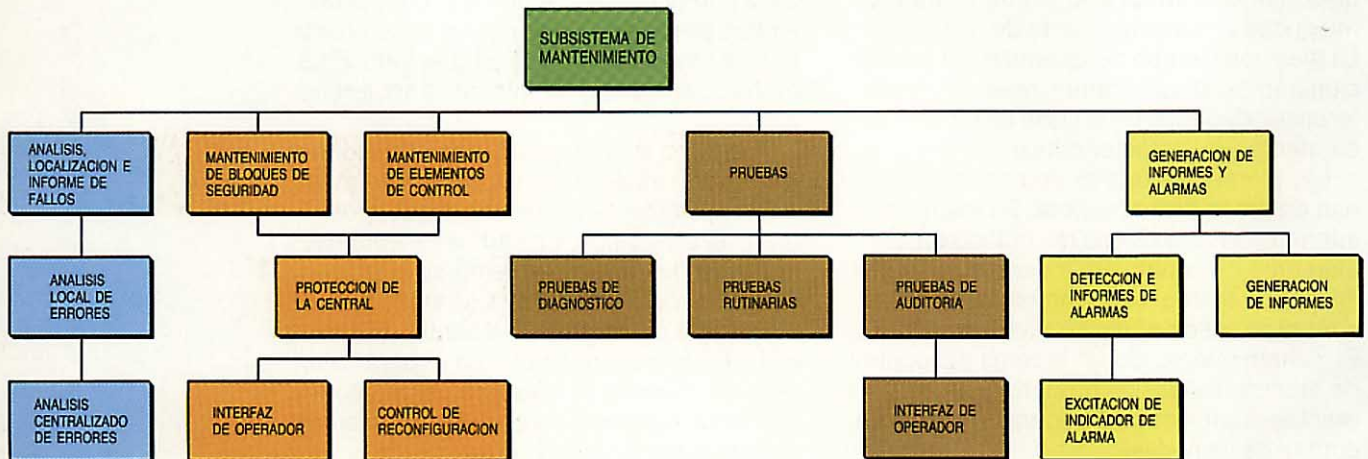 SUBSISTEMA DE
MANTENIMIENTO
ANALISIS,
LOCALIZACION E
INFORME DE
FALLOS
MANTENIMIENTO
DE BLOQUES DE
SEGURIDAD
MANTENIMIENTO
DE ELEMENTOS
DE CONTROL
PRUEBAS
GENERACION DE
INFORMES Y
ALARMAS
ANALISIS
LOCAL DE
ERRORES
PROTECCION DE
LA CENTRAL
PRUEBAS DE
DIAGNOSTICO
PRUEBAS
RUTINARIAS
PRUEBAS DE
AUDITORIA
DETECCION E
INFORMES DE
ALARMAS
GENERACION
DE INFORMES
ANALISIS
CENTRALIZADO
DE ERRORES
INTERFAZ
DE OPERADOR
CONTROL DE
RECONFIGURACION
INTERFAZ DE
OPERADOR
EXCITACION DE
INDICADOR DE
ALARMA